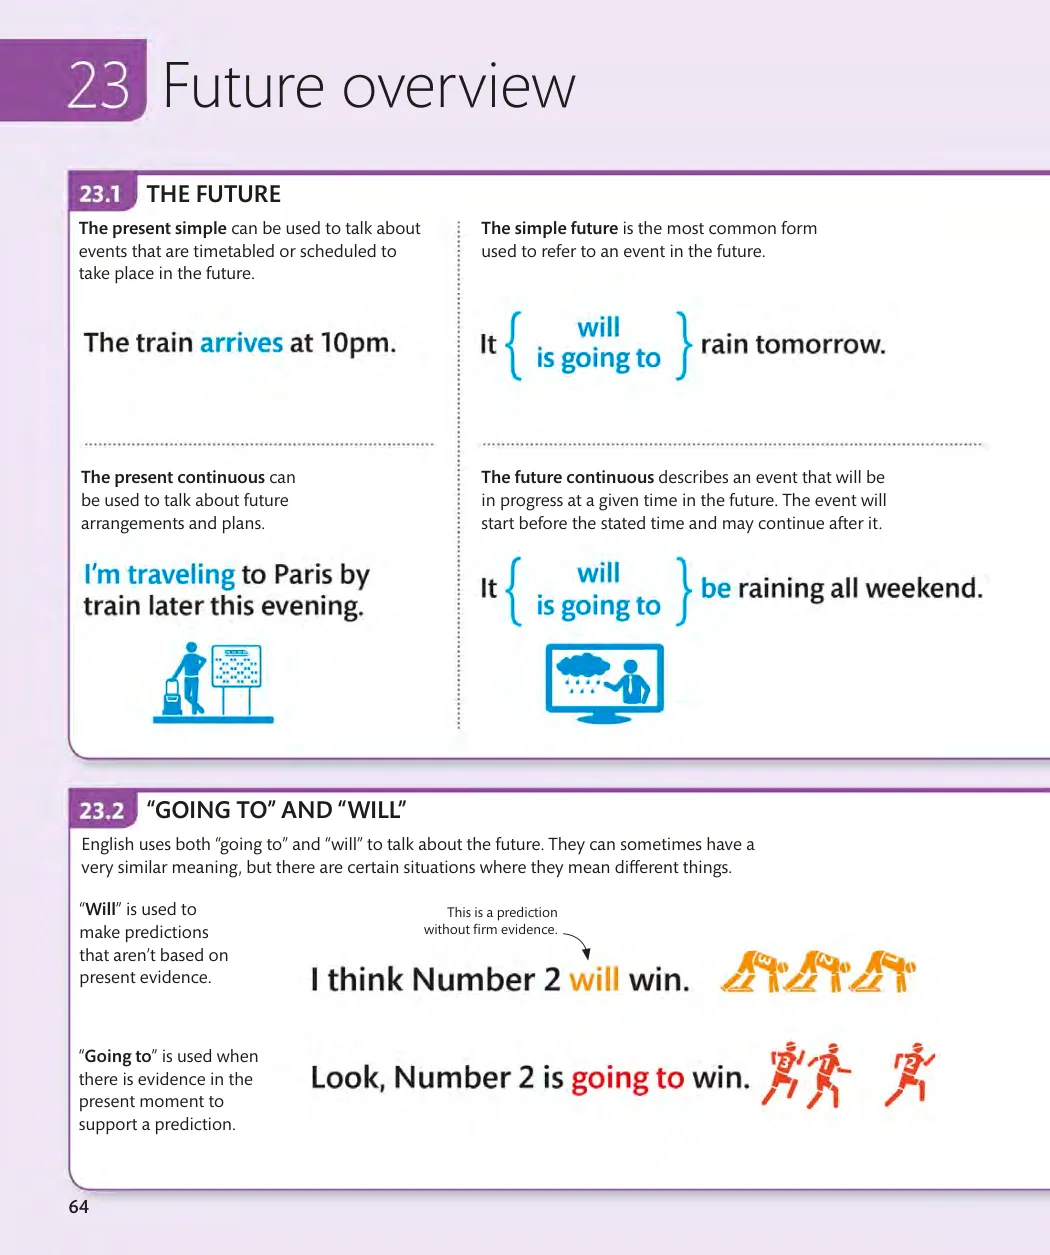 23 Future overview
23.1 THE FUTURE
The present simple can be used to talk about
events that are timetabled or scheduled to
take place in the future.
The train arrives at 10pm.
The simple future is the most common form
used to refer to an event in the future.
It { will
is going to } rain tomorrow.
The present continuous can
be used to talk about future
arrangements and plans.
I'm traveling to Paris by
train later this evening.
The future continuous describes an event that will be
in progress at a given time in the future. The event will
start before the stated time and may continue after it.
It { will
is going to } be raining all weekend.
23.2 “GOING TO” AND “WILL”
English uses both “going to” and “will” to talk about the future. They can sometimes have a
very similar meaning, but there are certain situations where they mean different things.
“Will” is used to
make predictions
that aren't based on
present evidence.
This is a prediction
without firm evidence.
I think Number 2 will win.
3 2 1
“Going to” is used when
there is evidence in the
present moment to
support a prediction.
Look, Number 2 is going to win.
3 1 2
64